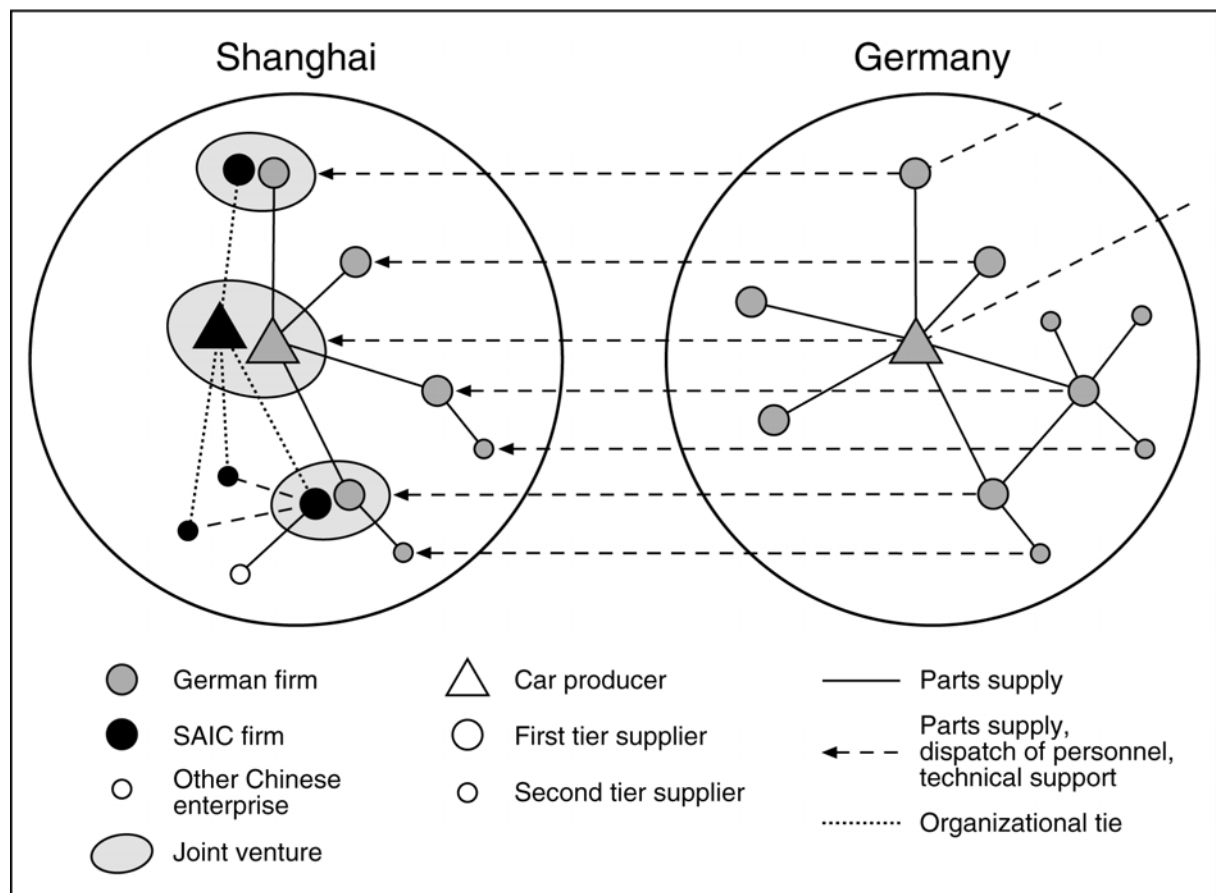 Shanghai
Germany
German firm
SAIC firm
Other Chinese
enterprise
Joint venture
Car producer
First tier supplier
Second tier supplier
Parts supply
Parts supply,
dispatch of personnel,
technical support
Organizational tie